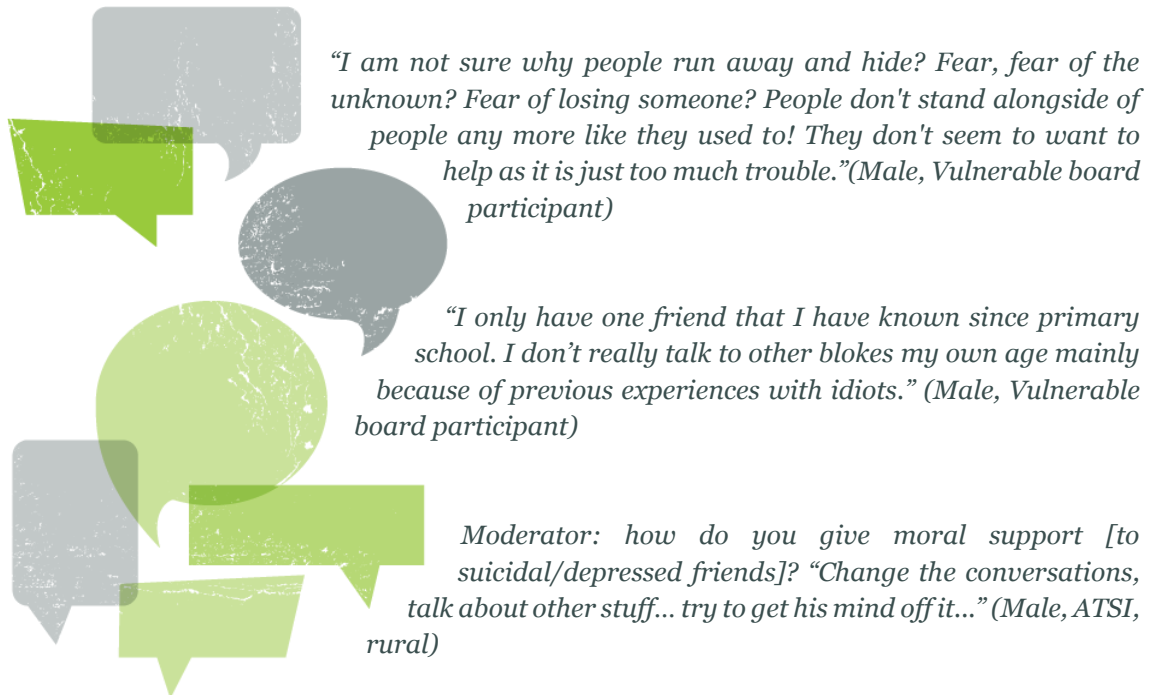 “I am not sure why people run away and hide? Fear, fear of the
unknown? Fear of losing someone? People don't stand alongside of
people any more like they used to! They don't seem to want to
help as it is just too much trouble.”(Male, Vulnerable board
participant)
“I only have one friend that I have known since primary
school. I don’t really talk to other blokes my own age mainly
because of previous experiences with idiots.” (Male, Vulnerable
board participant)
Moderator: how do you give moral support [to
suicidal/depressed friends]? “Change the conversations,
talk about other stuff... try to get his mind off it...” (Male, ATSI,
rural)